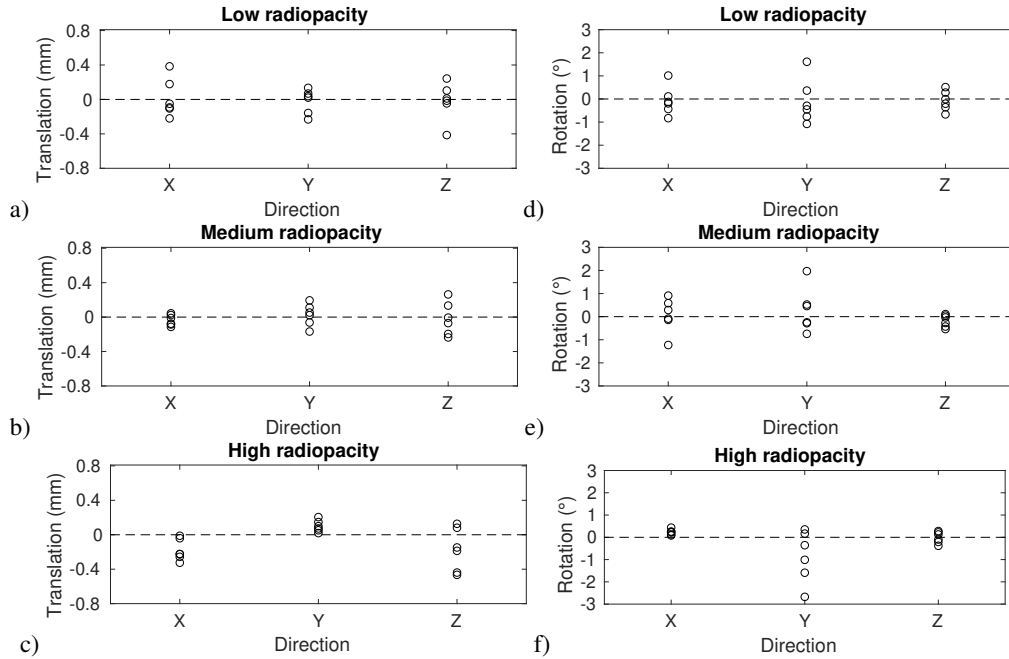 Low radiopacity
Translation (mm)
0.8
0.4
0
-0.4
-0.8
X Y Z
Direction
a)
Low radiopacity
Rotation (°)
3
2
1
0
-1
-2
-3
X Y Z
Direction
d)
Medium radiopacity
Translation (mm)
0.8
0.4
0
-0.4
-0.8
X Y Z
Direction
b)
Medium radiopacity
Rotation (°)
3
2
1
0
-1
-2
-3
X Y Z
Direction
e)
High radiopacity
Translation (mm)
0.8
0.4
0
-0.4
-0.8
X Y Z
Direction
c)
High radiopacity
Rotation (°)
3
2
1
0
-1
-2
-3
X Y Z
Direction
f)